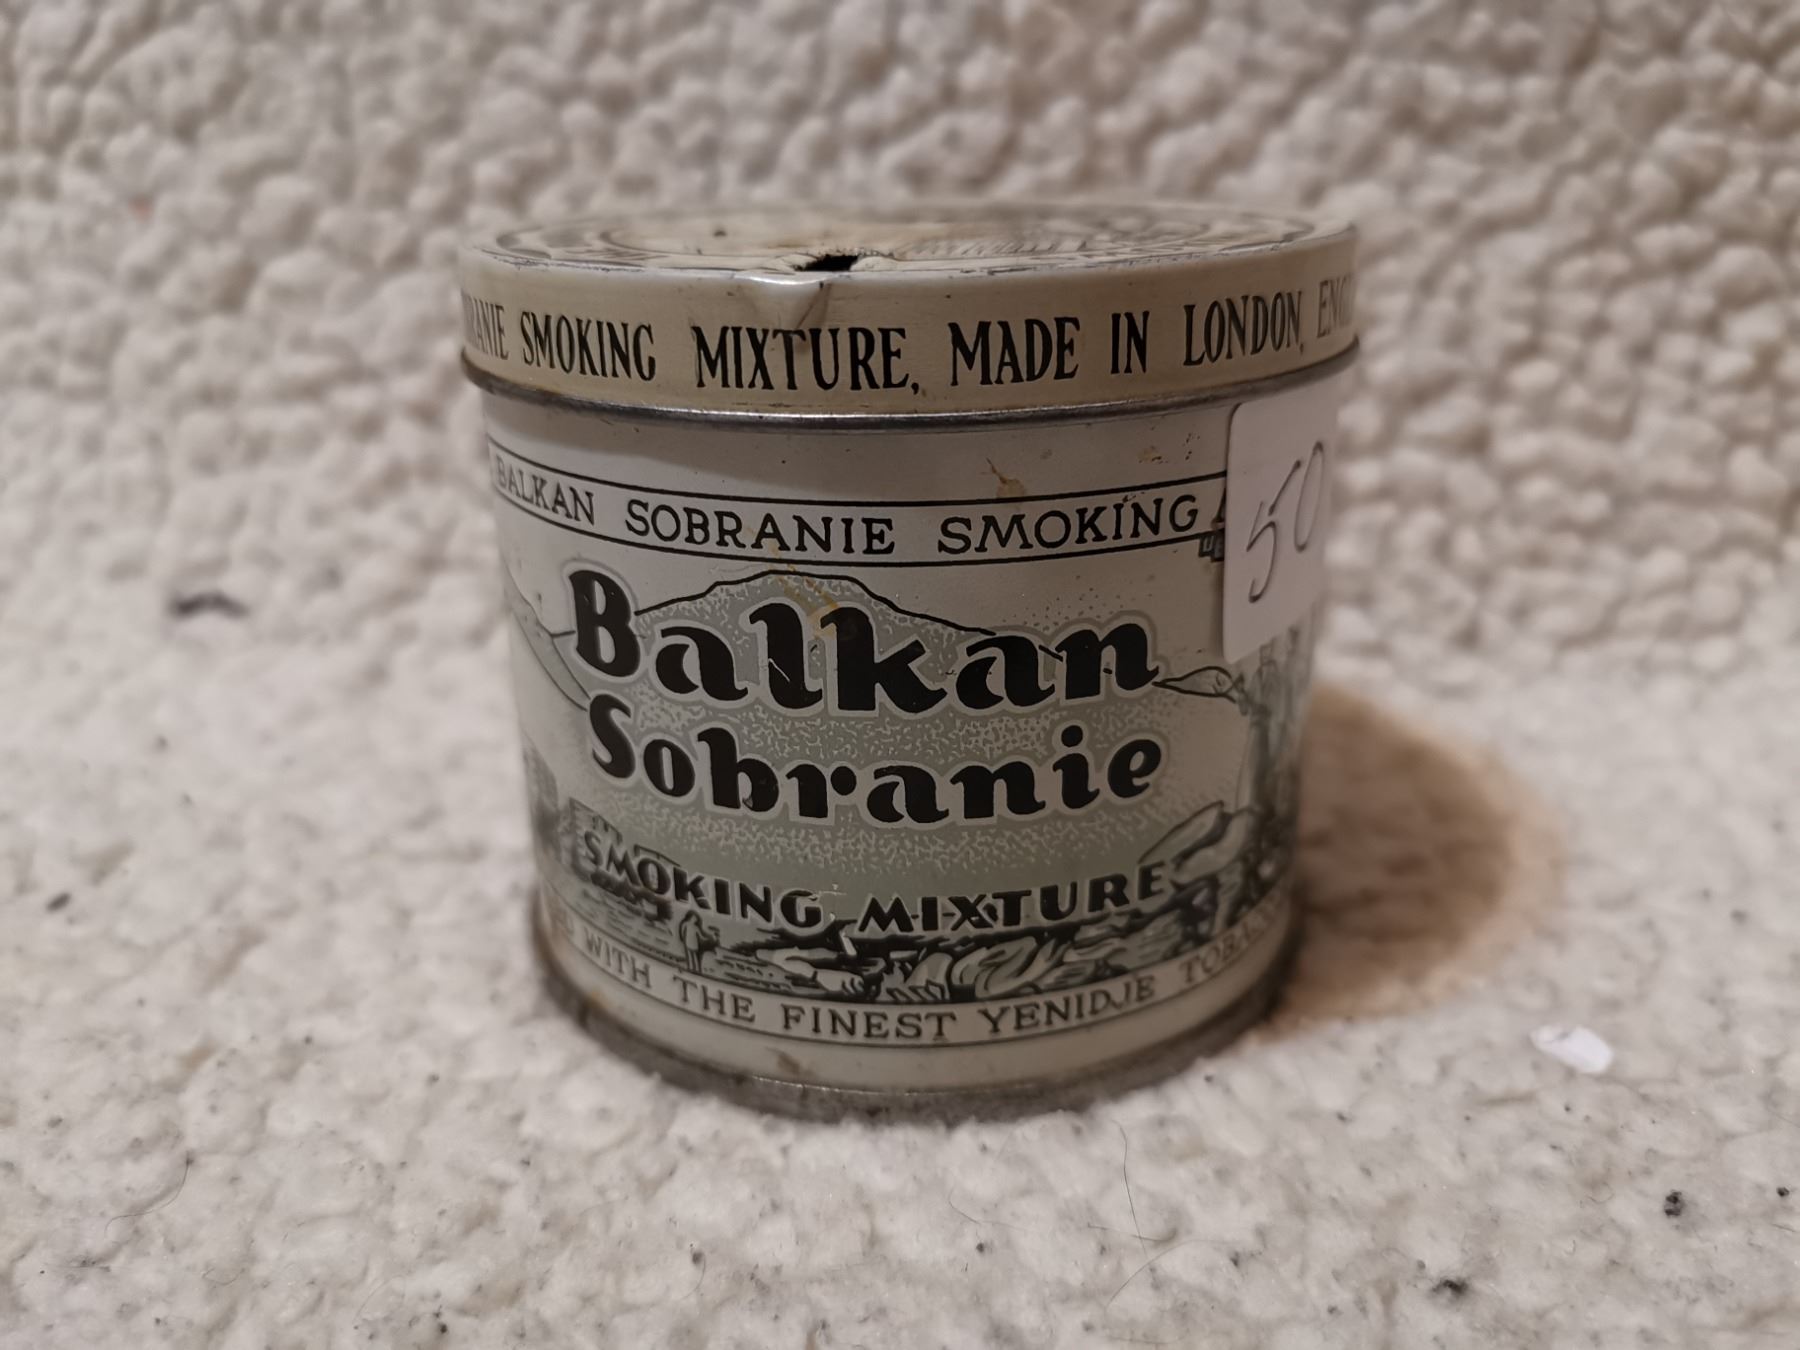 SMOKING MIXTURE, MADE IN LONDON,
BALKAN SOBRANIE SMOKING
50
Balkan
Sobranie
SMOKING MIXTURE
WITH THE FINEST YENIDJE